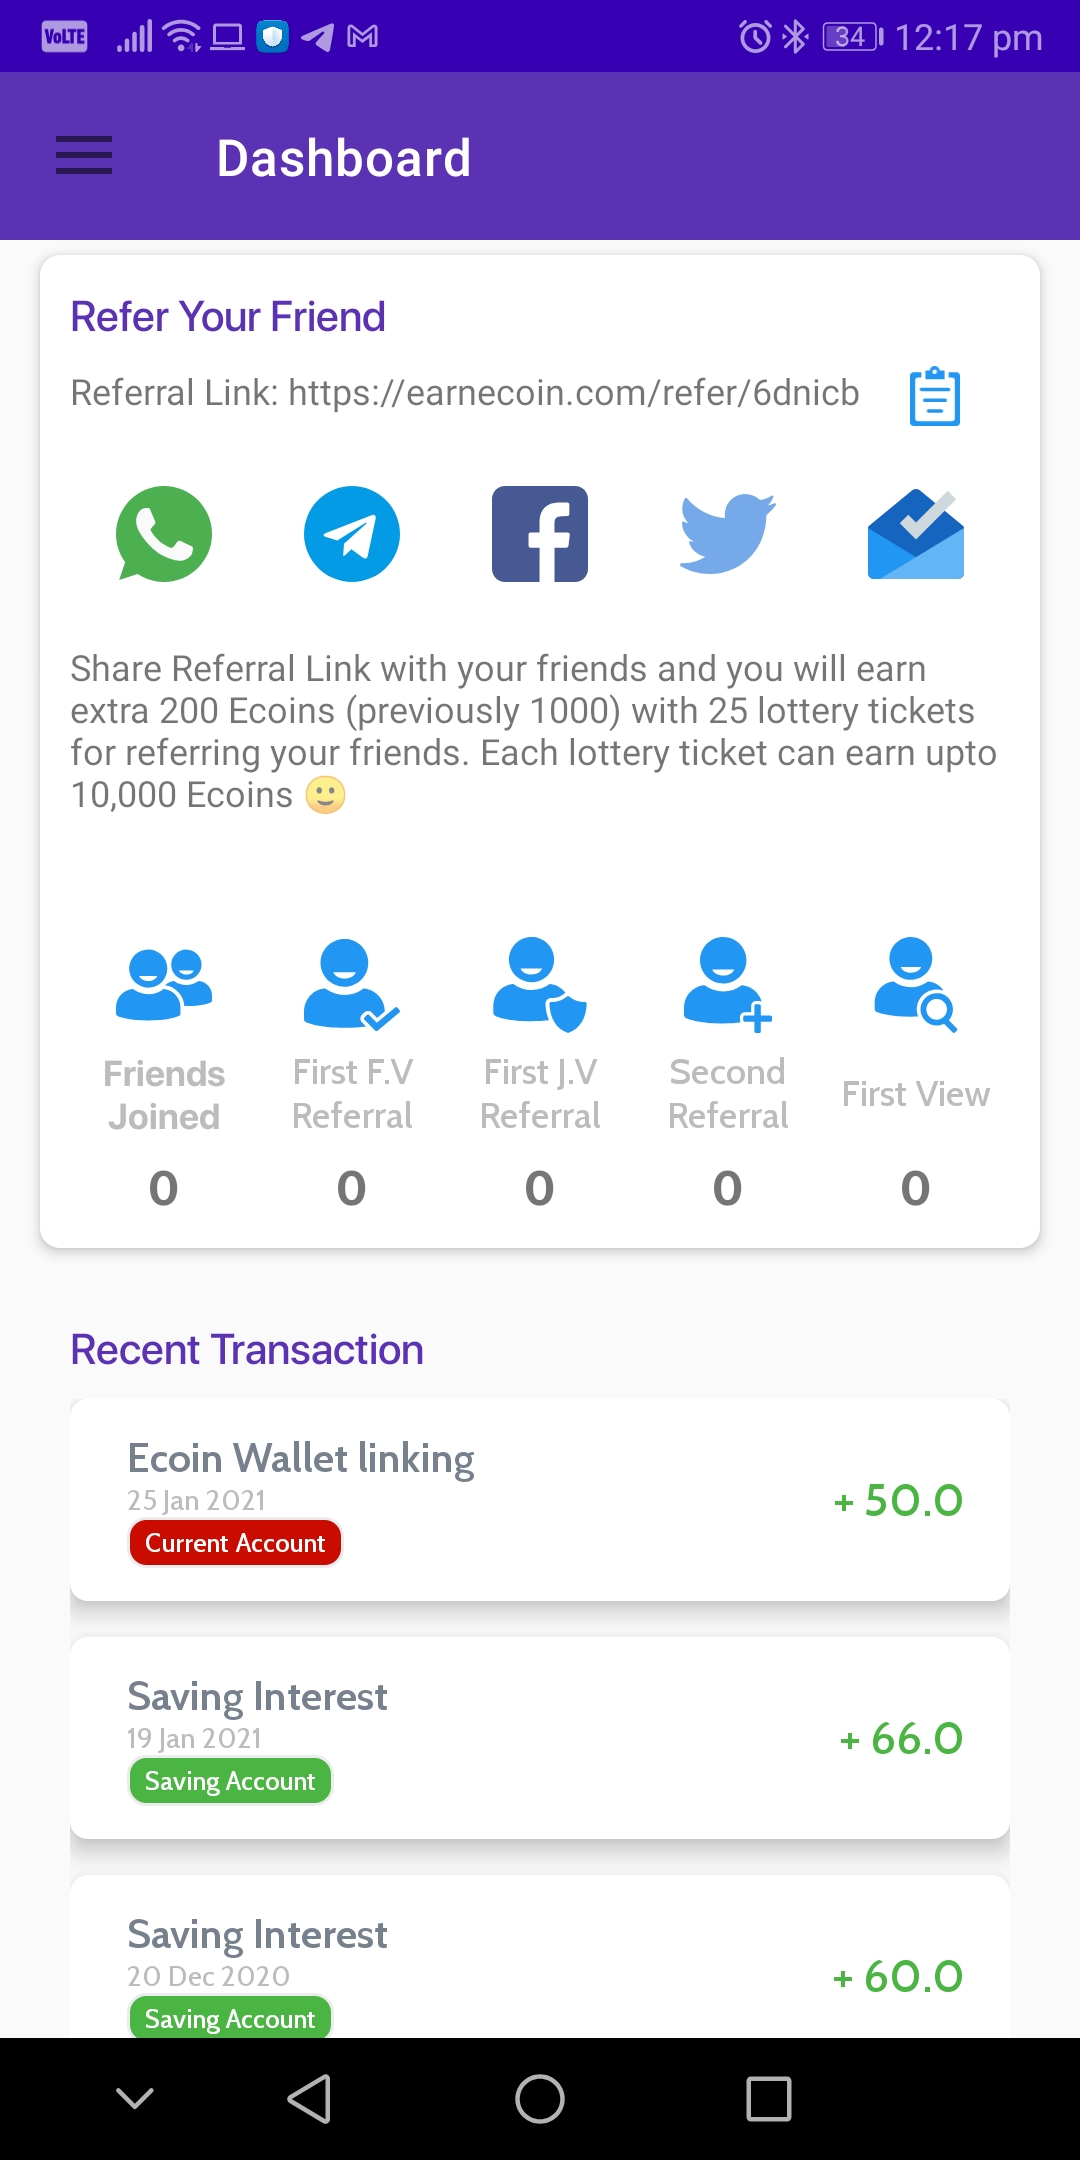 VoLTE 34 12:17 pm
Dashboard
Refer Your Friend
Referral Link: https://earnecoin.com/refer/6dnicb
Share Referral Link with your friends and you will earn
extra 200 Ecoins (previously 1000) with 25 lottery tickets
for referring your friends. Each lottery ticket can earn upto
10,000 Ecoins 🙂
Friends
Joined
0
First F.V
Referral
0
First J.V
Referral
0
Second
Referral
0
First View
0
Recent Transaction
Ecoin Wallet linking
25 Jan 2021
Current Account
+ 50.0
Saving Interest
19 Jan 2021
Saving Account
+ 66.0
Saving Interest
20 Dec 2020
Saving Account
+ 60.0